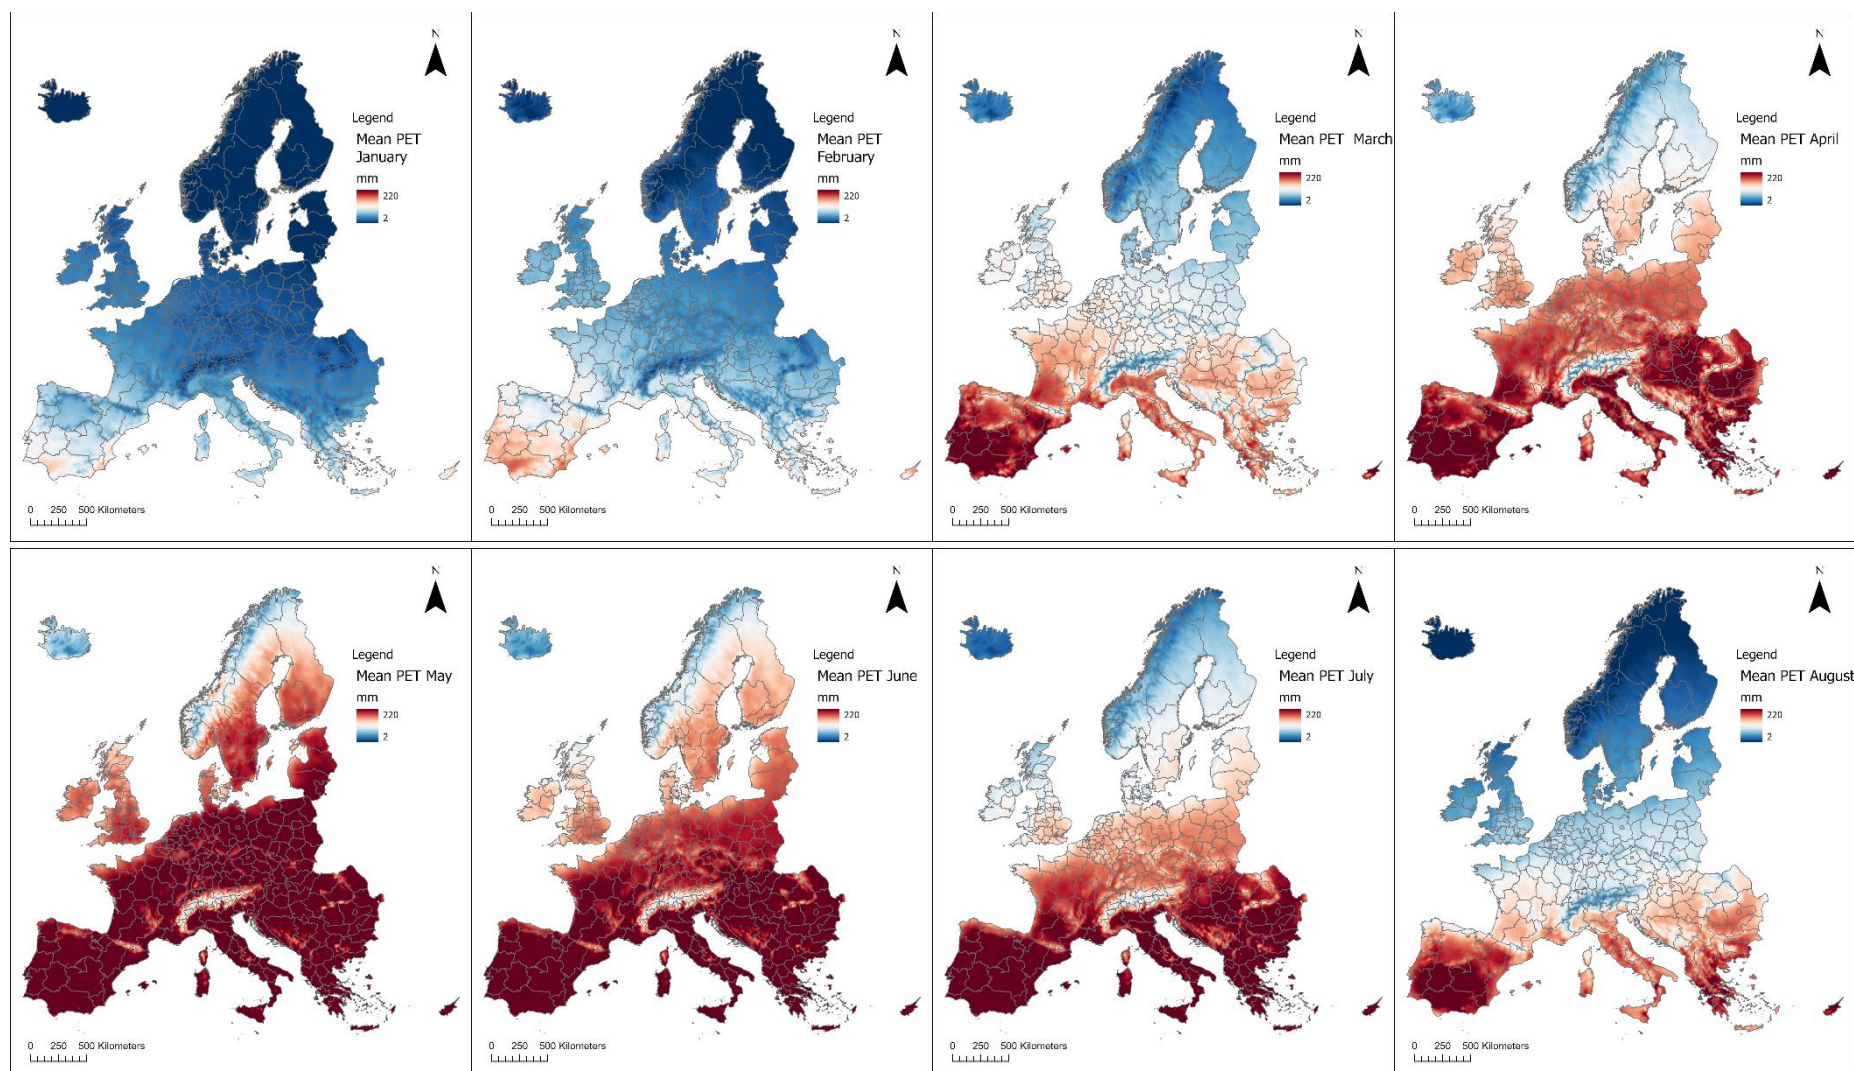 N
Legend
Mean PET
January
mm
220
2
0 250 500 Kilometers
N
Legend
Mean PET
February
mm
220
2
0 250 500 Kilometers
N
Legend
Mean PET March
mm
220
2
0 250 500 Kilometers
N
Legend
Mean PET April
mm
220
2
0 250 500 Kilometers
N
Legend
Mean PET May
mm
220
2
0 250 500 Kilometers
N
Legend
Mean PET June
mm
220
2
0 250 500 Kilometers
N
Legend
Mean PET July
mm
220
2
0 250 500 Kilometers
N
Legend
Mean PET August
mm
220
2
0 250 500 Kilometers